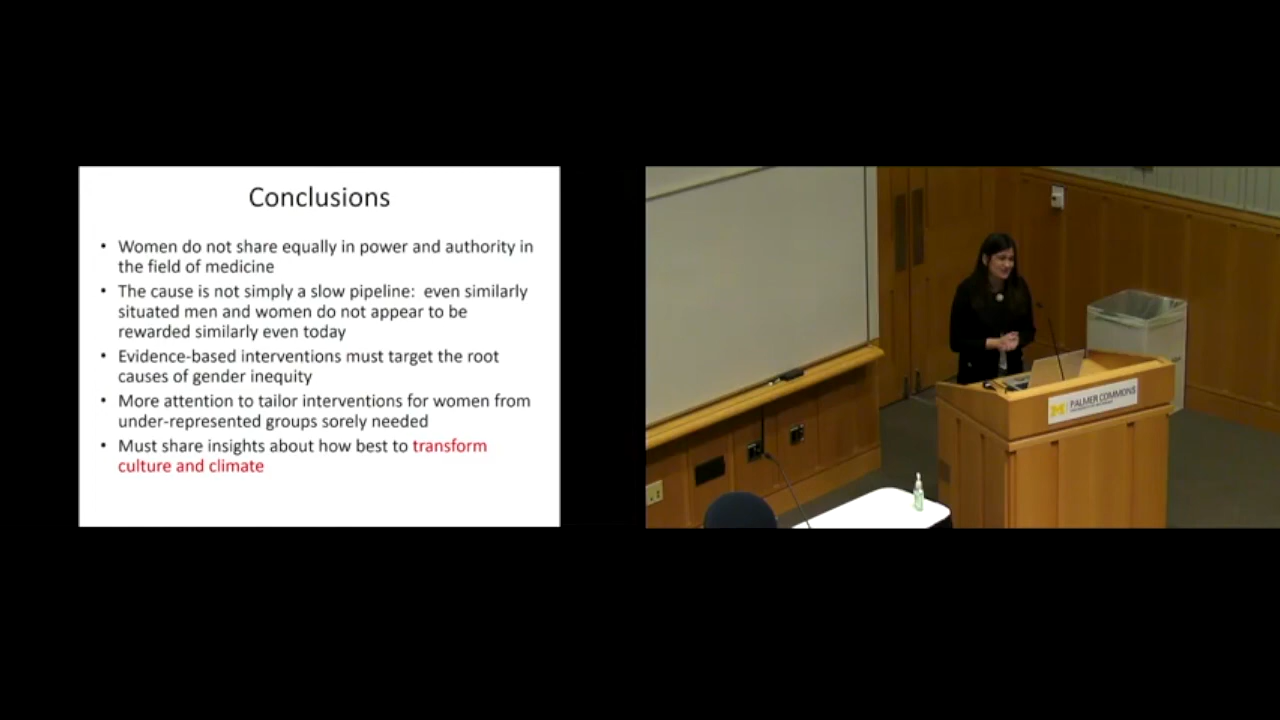 Conclusions
• Women do not share equally in power and authority in
the field of medicine
• The cause is not simply a slow pipeline:  even similarly
situated men and women do not appear to be
rewarded similarly even today
• Evidence-based interventions must target the root
causes of gender inequity
• More attention to tailor interventions for women from
under-represented groups sorely needed
• Must share insights about how best to transform
culture and climate
M PALMER COMMONS